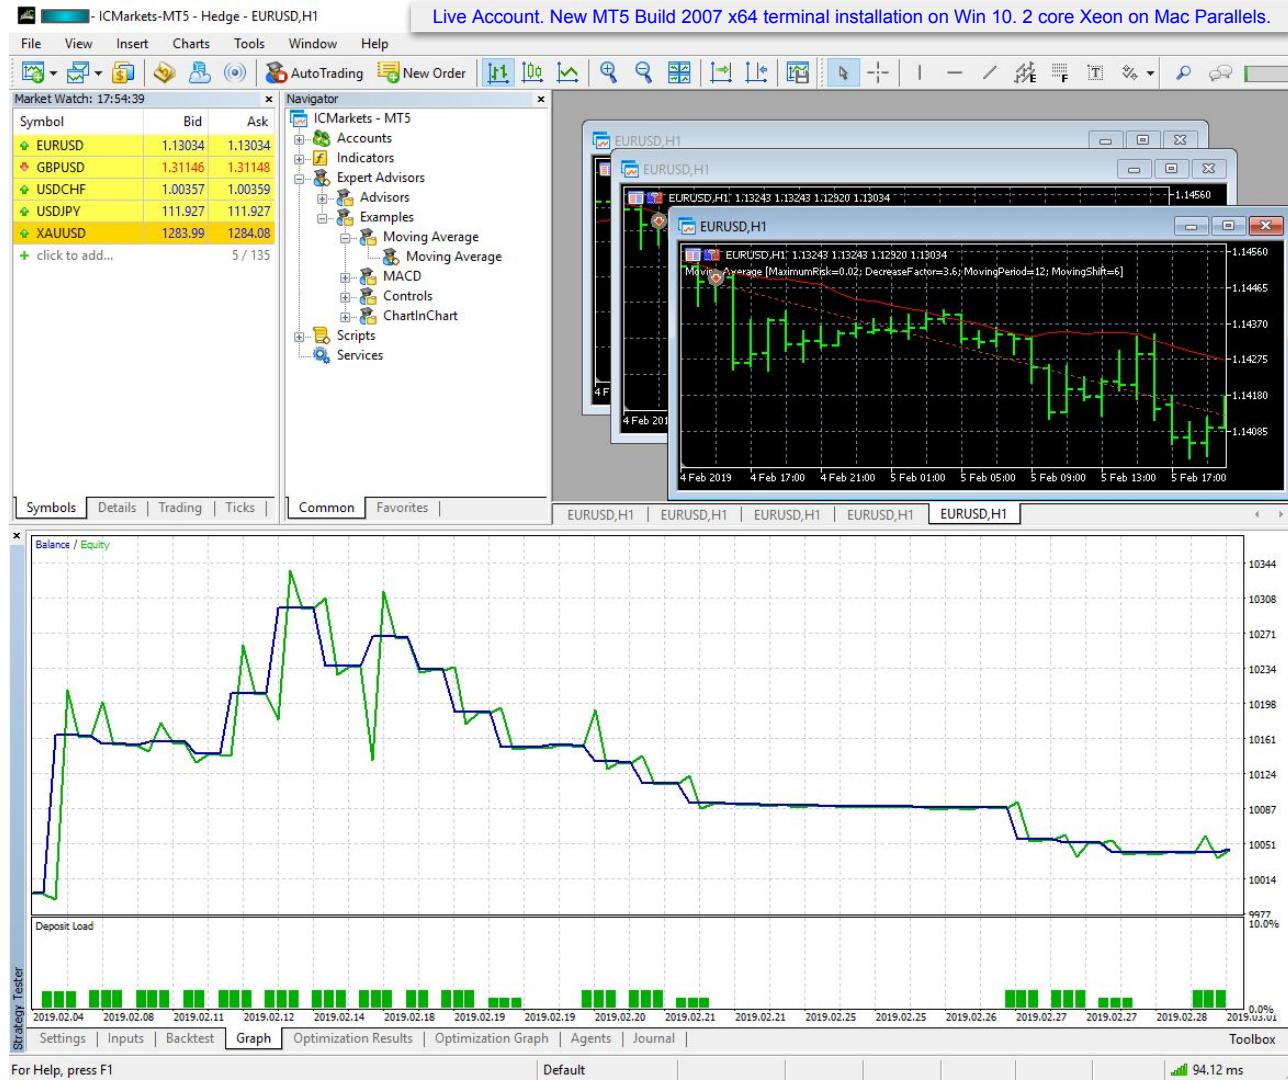 - ICMarkets-MT5 - Hedge - EURUSD,H1
Live Account. New MT5 Build 2007 x64 terminal installation on Win 10. 2 core Xeon on Mac Parallels.
File View Insert Charts Tools Window Help
AutoTrading New Order
Market Watch: 17:54:39
Symbol Bid Ask
EURUSD 1.13034 1.13034
GBPUSD 1.31146 1.31148
USDCHF 1.00357 1.00359
USDJPY 111.927 111.927
XAUUSD 1283.99 1284.08
click to add... 5 / 135
Symbols Details Trading Ticks
Navigator
ICMarkets - MT5
Accounts
Indicators
Expert Advisors
Advisors
Examples
Moving Average
Moving Average
MACD
Controls
ChartInChart
Scripts
Services
Common Favorites
EURUSD,H1
4 F
EURUSD,H1
EURUSD,H1 1.13243 1.13243 1.12920 1.13034
1.14560
4 Feb 201
EURUSD,H1
EURUSD,H1 1.13243 1.13243 1.12920 1.13034
Moving Average [MaximumRisk=0.02; DecreaseFactor=3.6; MovingPeriod=12; MovingShift=6]
1.14560
1.14465
1.14370
1.14275
1.14180
1.14085
4 Feb 2019 4 Feb 17:00 4 Feb 21:00 5 Feb 01:00 5 Feb 05:00 5 Feb 09:00 5 Feb 13:00 5 Feb 17:00
EURUSD,H1 EURUSD,H1 EURUSD,H1 EURUSD,H1 EURUSD,H1
Balance / Equity
10344
10308
10271
10234
10198
10161
10124
10087
10051
10014
9977
Deposit Load
10.0%
0.0%
2019.02.04 2019.02.08 2019.02.11 2019.02.12 2019.02.14 2019.02.18 2019.02.19 2019.02.19 2019.02.20 2019.02.21 2019.02.22 2019.02.25 2019.02.26 2019.02.26 2019.02.27 2019.02.27 2019.02.28 2019.03.01
Strategy Tester
Settings Inputs Backtest Graph Optimization Results Optimization Graph Agents Journal
Toolbox
For Help, press F1
Default
94.12 ms